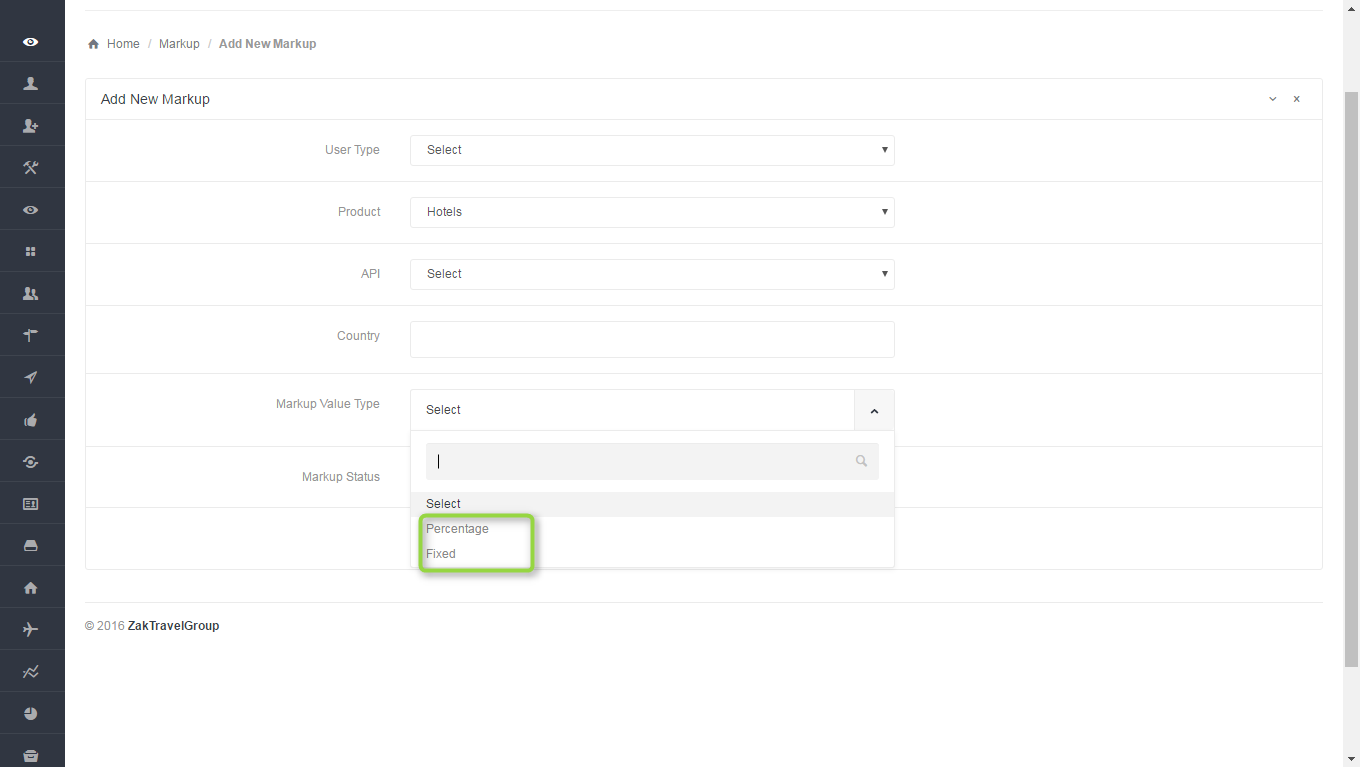 Home / Markup / Add New Markup
Add New Markup
User Type Select
Product Hotels
API Select
Country
Markup Value Type Select
Markup Status
Select
Percentage
Fixed
© 2016 ZakTravelGroup